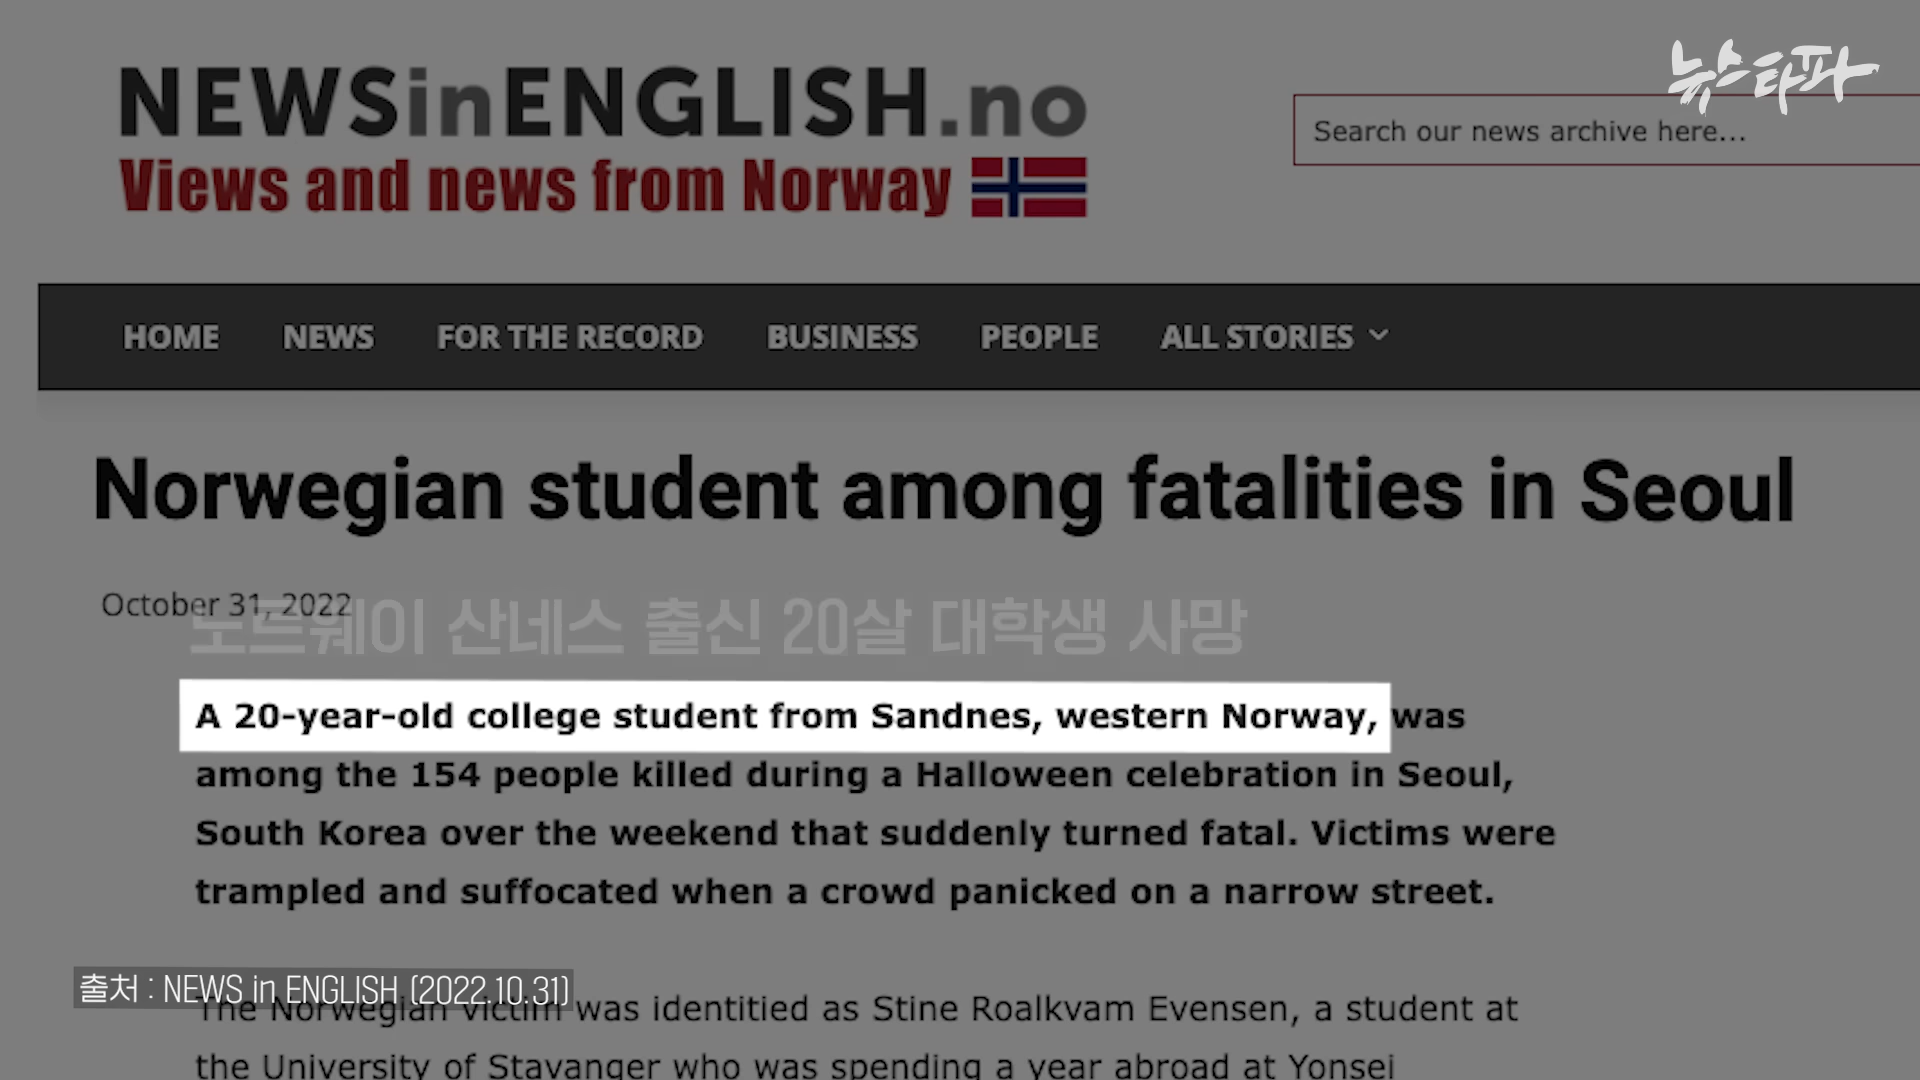 NEWSinENGLISH.no
Views and news from Norway
뉴스타파
Search our news archive here...
HOME NEWS FOR THE RECORD BUSINESS PEOPLE ALL STORIES
Norwegian student among fatalities in Seoul
October 31, 2022
노르웨이 산네스 출신 20살 대학생 사망
A 20-year-old college student from Sandnes, western Norway, was
among the 154 people killed during a Halloween celebration in Seoul,
South Korea over the weekend that suddenly turned fatal. Victims were
trampled and suffocated when a crowd panicked on a narrow street.
출처 : NEWS in ENGLISH (2022.10.31)
The Norwegian victim was identitied as Stine Roalkvam Evensen, a student at
the University of Stavanger who was spending a year abroad at Yonsei